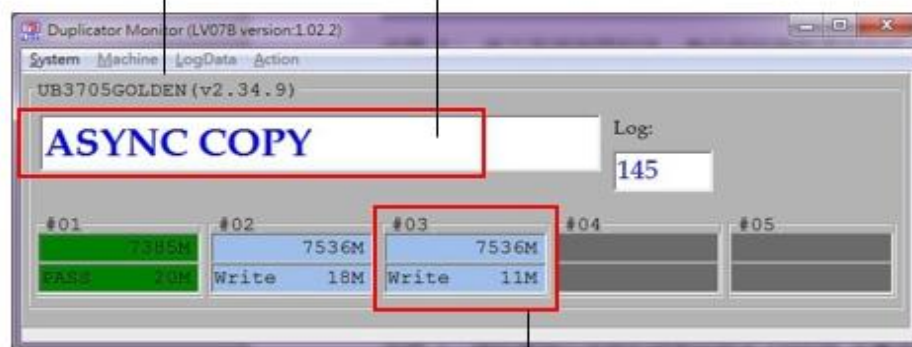 Duplicator Monitor (LV07B version:1.02.2)
System Machine LogData Action
UB3705GOLDEN(v2.34.9)
ASYNC COPY
Log:
145
#01 #02 #03 #04 #05
7385M 7536M 7536M
PASS 20M Write 18M Write 11M